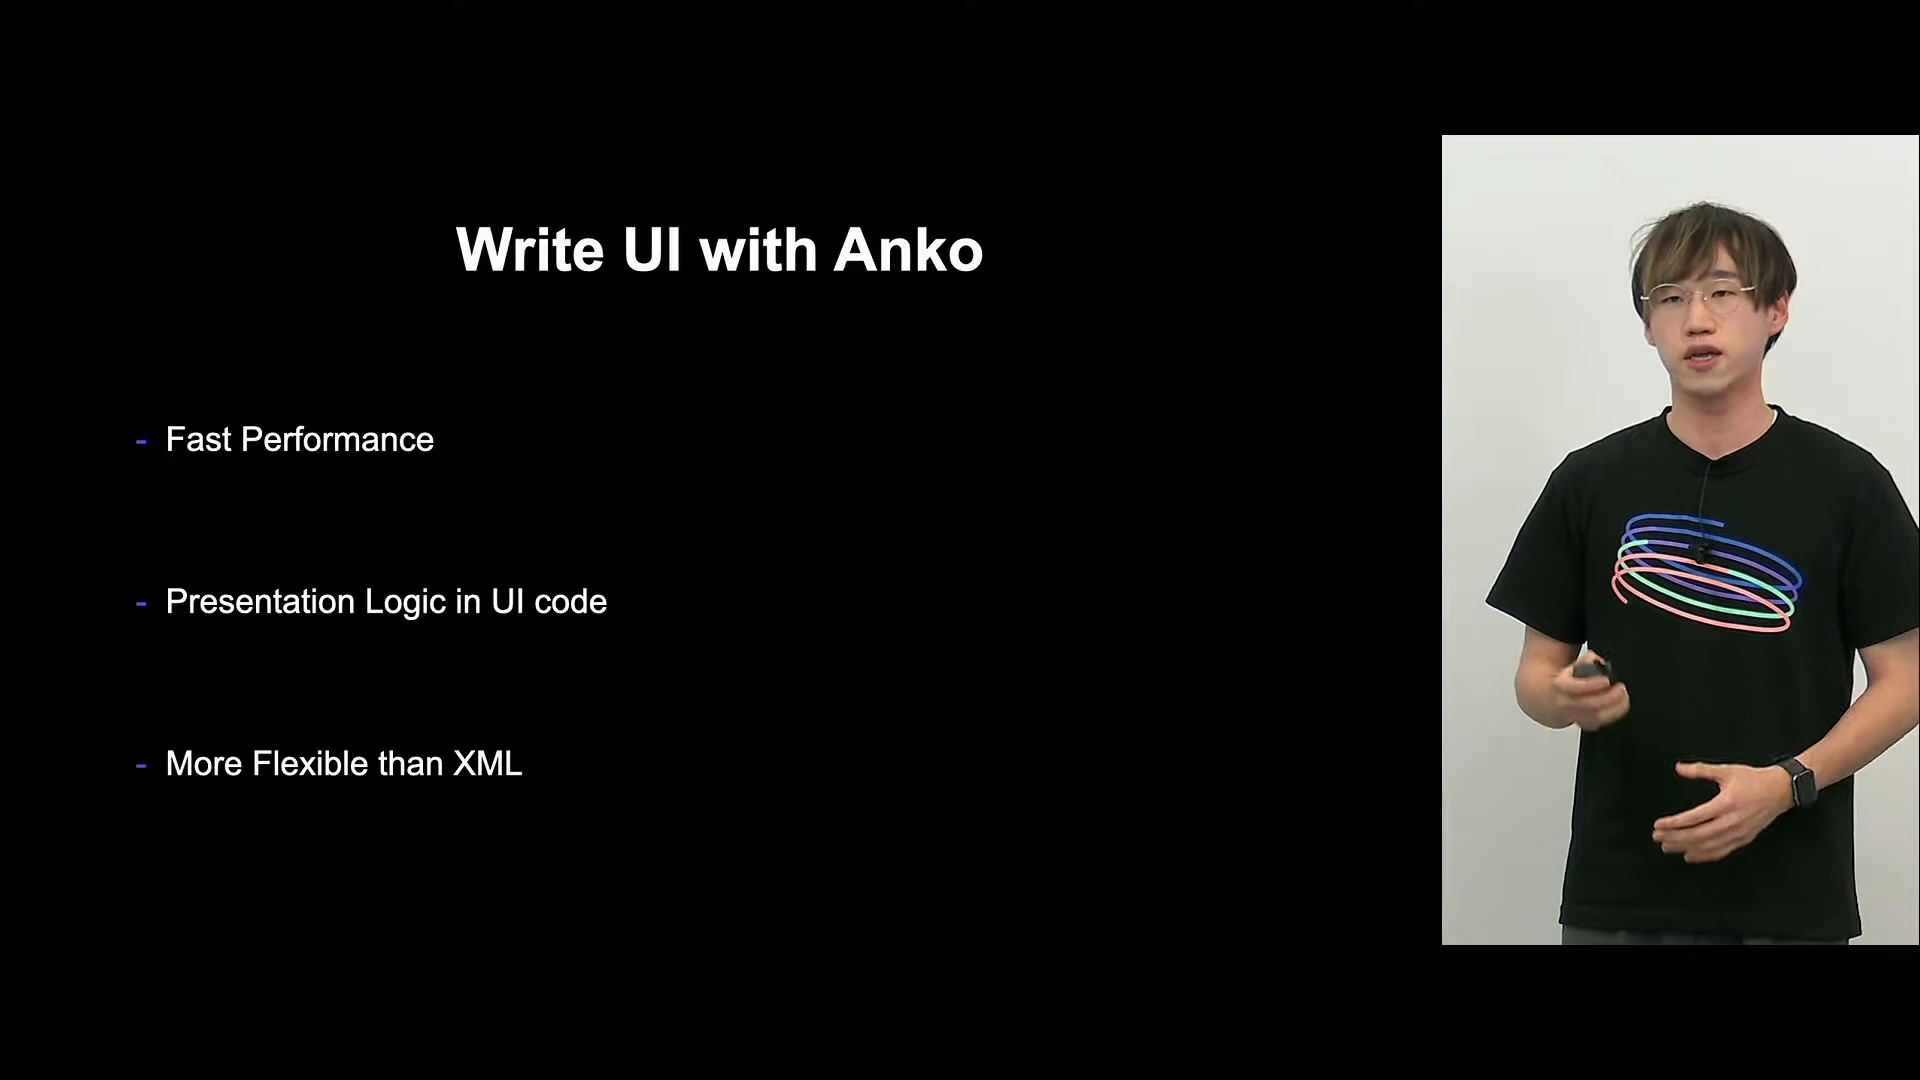 Write UI with Anko
- Fast Performance
- Presentation Logic in UI code
- More Flexible than XML